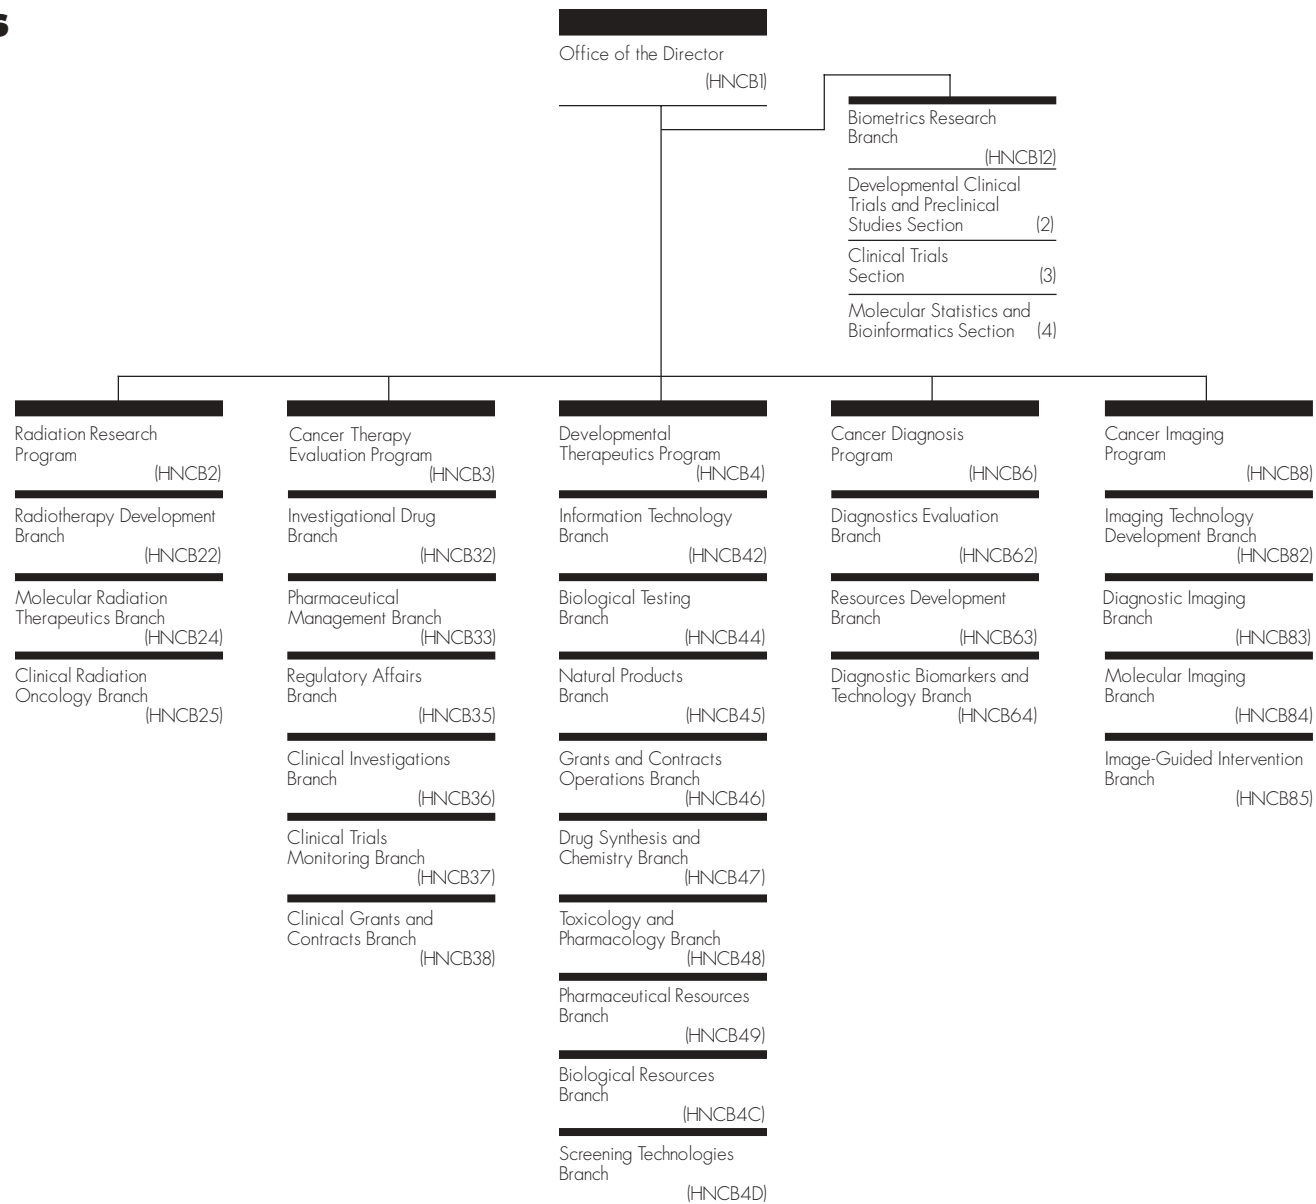 s
Office of the Director
(HNCB1)
Biometrics Research
Branch
(HNCB12)
Developmental Clinical
Trials and Preclinical
Studies Section (2)
Clinical Trials
Section (3)
Molecular Statistics and
Bioinformatics Section (4)
Radiation Research
Program
(HNCB2)
Radiotherapy Development
Branch
(HNCB22)
Molecular Radiation
Therapeutics Branch
(HNCB24)
Clinical Radiation
Oncology Branch
(HNCB25)
Cancer Therapy
Evaluation Program
(HNCB3)
Investigational Drug
Branch
(HNCB32)
Pharmaceutical
Management Branch
(HNCB33)
Regulatory Affairs
Branch
(HNCB35)
Clinical Investigations
Branch
(HNCB36)
Clinical Trials
Monitoring Branch
(HNCB37)
Clinical Grants and
Contracts Branch
(HNCB38)
Developmental
Therapeutics Program
(HNCB4)
Information Technology
Branch
(HNCB42)
Biological Testing
Branch
(HNCB44)
Natural Products
Branch
(HNCB45)
Grants and Contracts
Operations Branch
(HNCB46)
Drug Synthesis and
Chemistry Branch
(HNCB47)
Toxicology and
Pharmacology Branch
(HNCB48)
Pharmaceutical Resources
Branch
(HNCB49)
Biological Resources
Branch
(HNCB4C)
Screening Technologies
Branch
(HNCB4D)
Cancer Diagnosis
Program
(HNCB6)
Diagnostics Evaluation
Branch
(HNCB62)
Resources Development
Branch
(HNCB63)
Diagnostic Biomarkers and
Technology Branch
(HNCB64)
Cancer Imaging
Program
(HNCB8)
Imaging Technology
Development Branch
(HNCB82)
Diagnostic Imaging
Branch
(HNCB83)
Molecular Imaging
Branch
(HNCB84)
Image-Guided Intervention
Branch
(HNCB85)